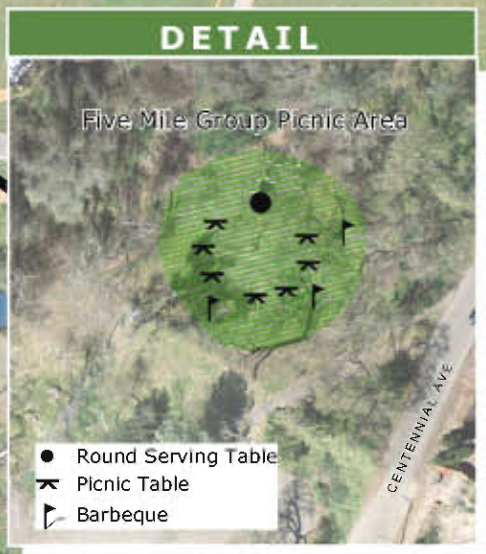 DETAIL
Five Mile Group Picnic Area
CENTENNIAL AVE
Round Serving Table
Picnic Table
Barbeque